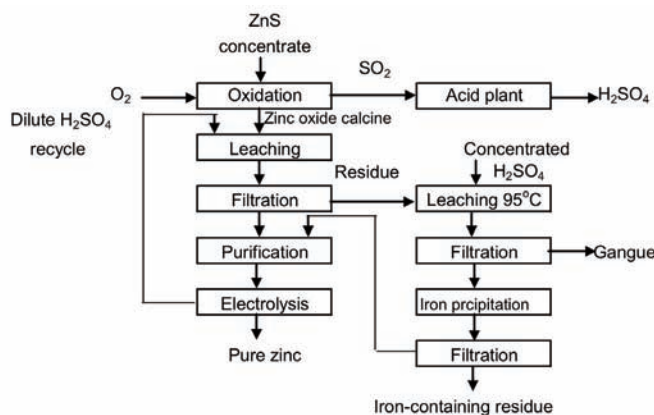 ZnS
concentrate
SO2
O2
Oxidation
Acid plant
H2SO4
Dilute H2SO4
recycle
Zinc oxide calcine
Leaching
Residue
Concentrated
H2SO4
Filtration
Leaching 95°C
Purification
Filtration
Gangue
Electrolysis
Iron prcipitation
Pure zinc
Filtration
Iron-containing residue